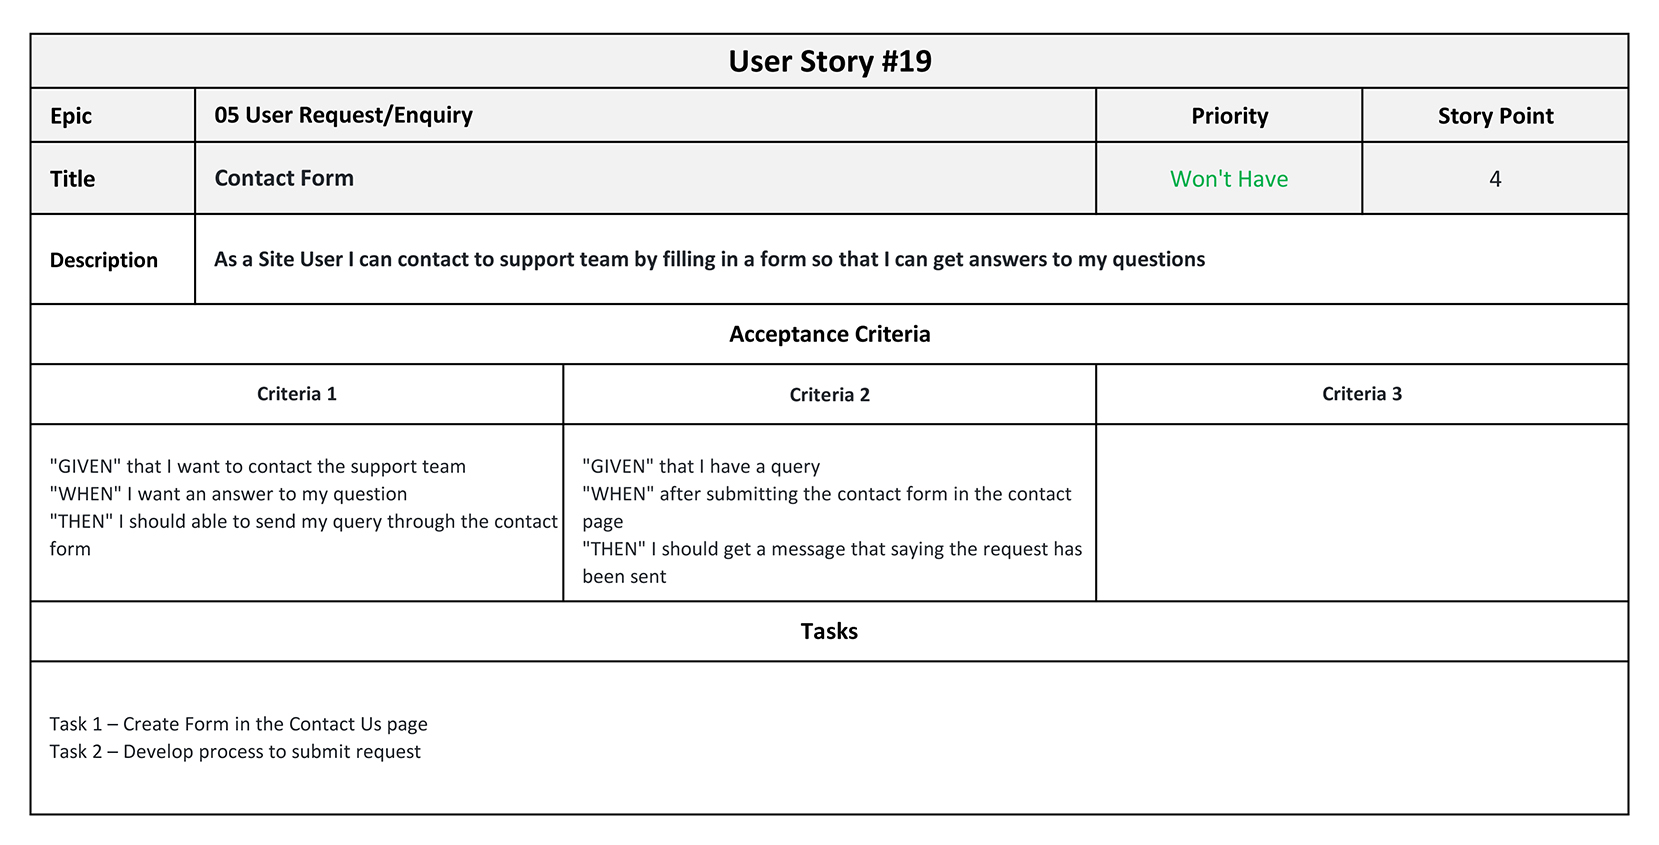 User Story #19
Epic
05 User Request/Enquiry
Priority
Story Point
Title
Contact Form
Won't Have
4
Description
As a Site User I can contact to support team by filling in a form so that I can get answers to my questions
Acceptance Criteria
Criteria 1
Criteria 2
Criteria 3
"GIVEN" that I want to contact the support team
"WHEN" I want an answer to my question
"THEN" I should able to send my query through the contact
form
"GIVEN" that I have a query
"WHEN" after submitting the contact form in the contact
page
"THEN" I should get a message that saying the request has
been sent
Tasks
Task 1 – Create Form in the Contact Us page
Task 2 – Develop process to submit request